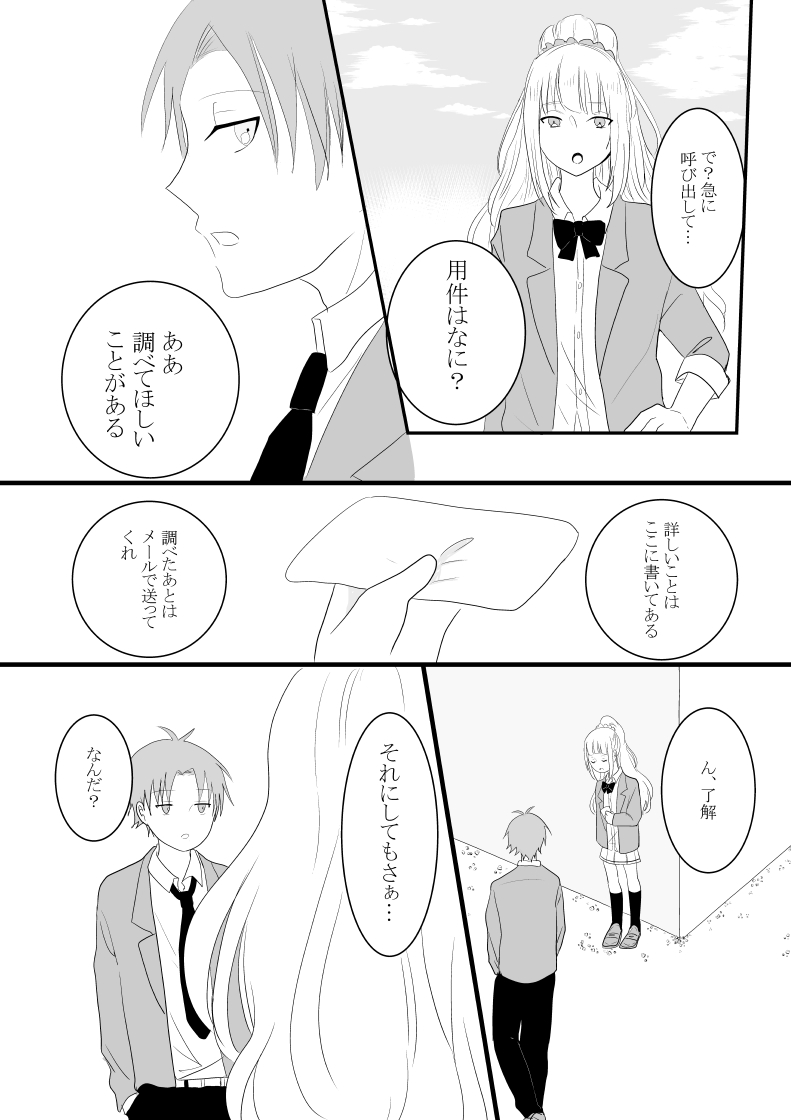 で？急に
呼び出して…
用件はなに？
ああ
調べてほしい
ことがある
詳しいことは
ここに書いてある
調べたあとは
メールで送って
くれ
ん、了解
それにしてもさぁ…
なんだ？